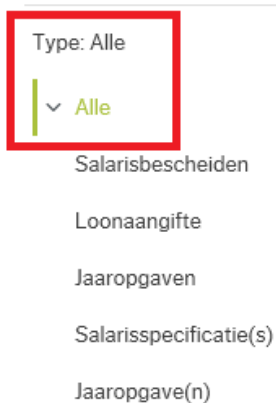 Type: Alle
Alle
Salarisbescheiden
Loonaangifte
Jaaropgaven
Salarisspecificatie(s)
Jaaropgave(n)